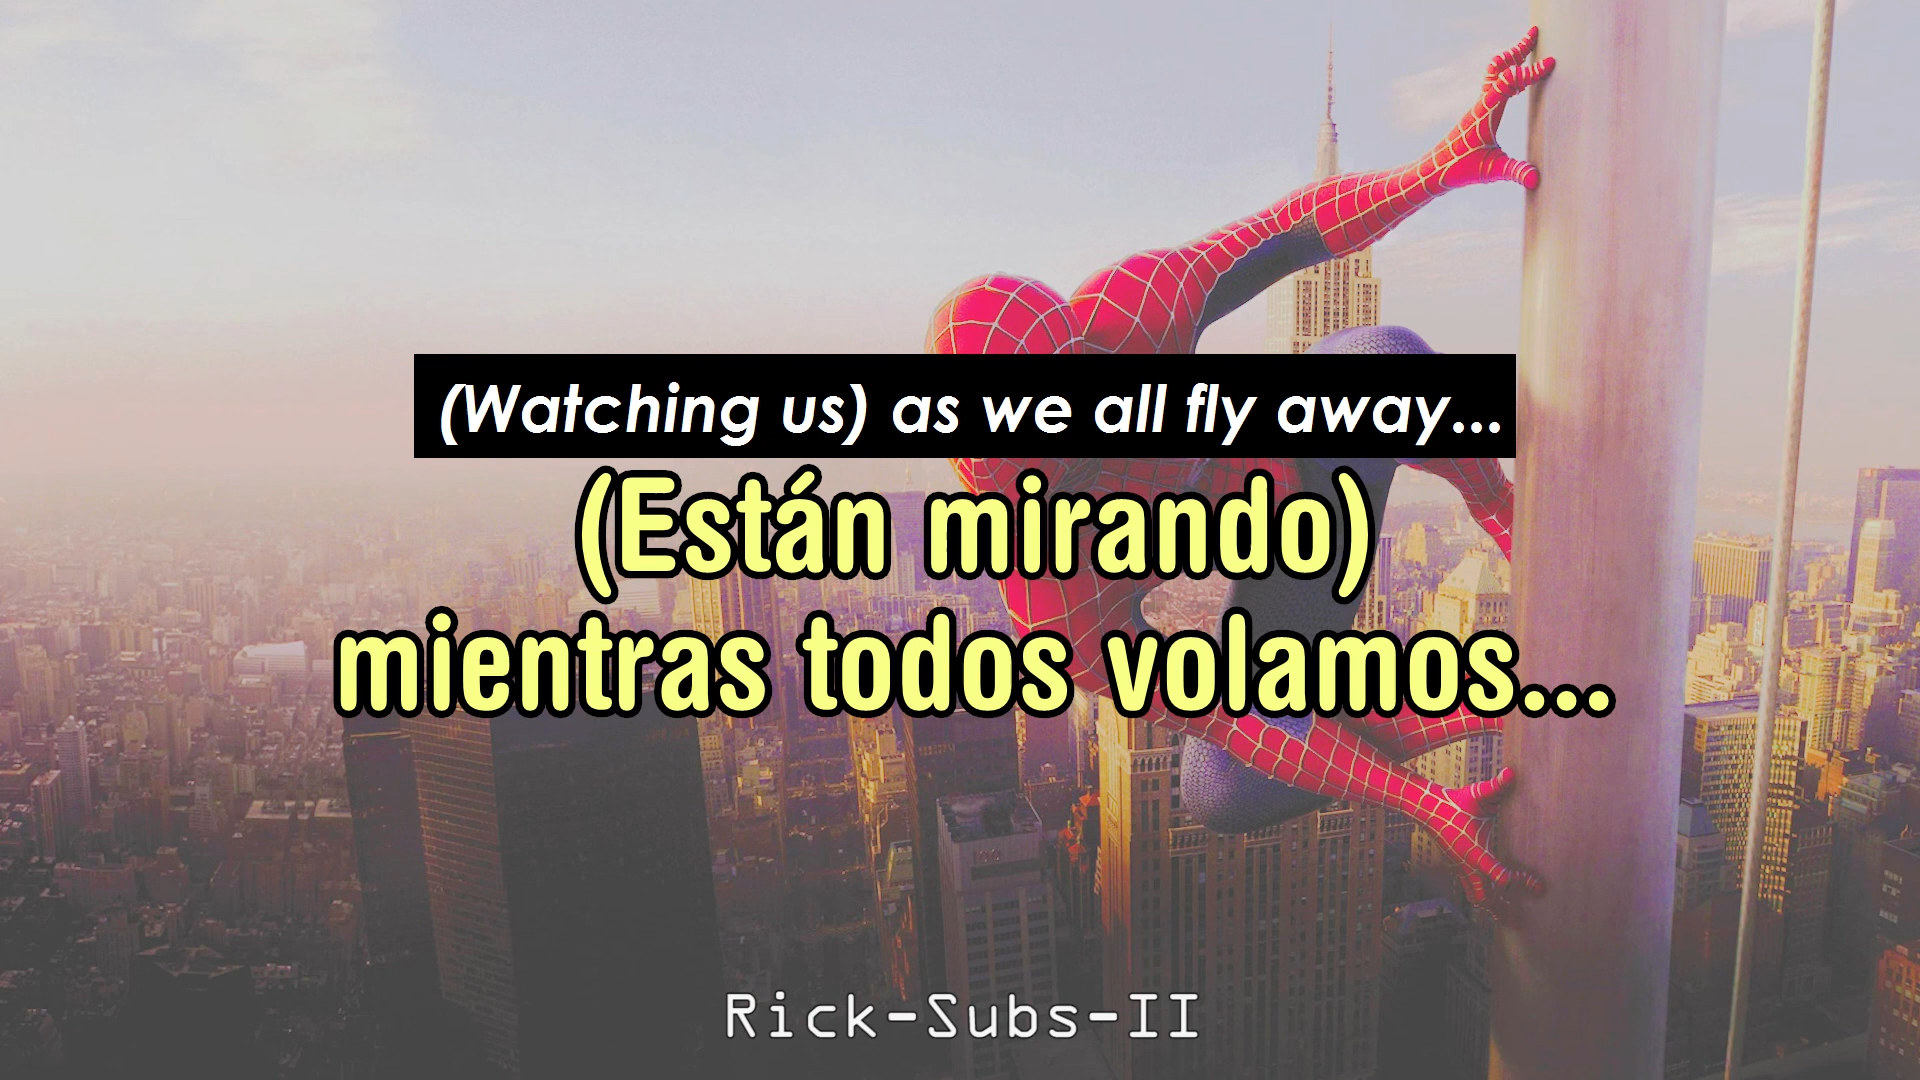 (Watching us) as we all fly away...
(Están mirando)
mientras todos volamos...
Rick-Subs-II